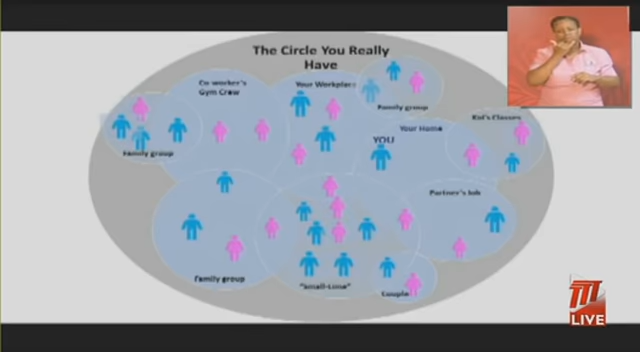 The Circle You Really
Have
Co-worker's
Gym Crew
Your Workplace
Family group
Kid's Classes
Your Home
YOU
Family group
Partner's Job
Family group
"Small-Lime"
Couple
LIVE